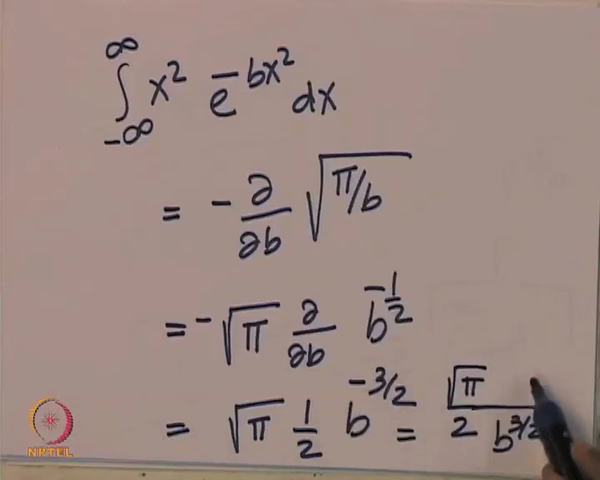 ∫_{-∞}^{∞} x² e^{-bx²} dx
= - ∂/∂b √(π/b)
= - √π ∂/∂b b^{-1/2}
= √π 1/2 b^{-3/2} = √π / (2 b^{3/2})
NPTEL